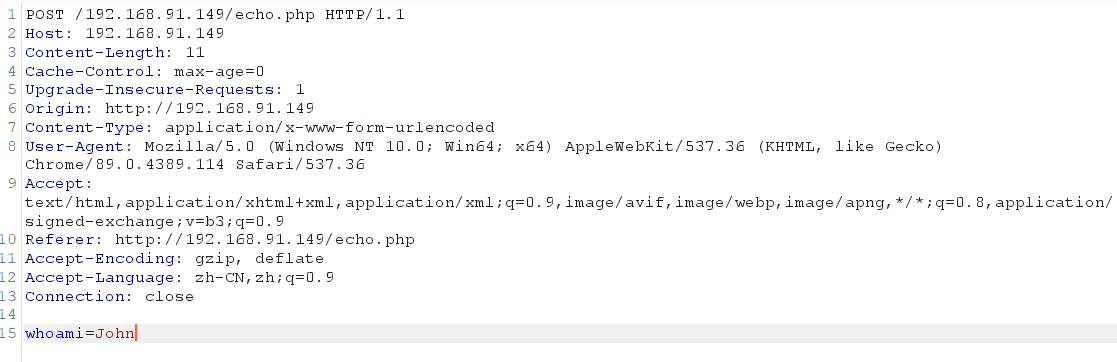 1 POST /192.168.91.149/echo.php HTTP/1.1
2 Host: 192.168.91.149
3 Content-Length: 11
4 Cache-Control: max-age=0
5 Upgrade-Insecure-Requests: 1
6 Origin: http://192.168.91.149
7 Content-Type: application/x-www-form-urlencoded
8 User-Agent: Mozilla/5.0 (Windows NT 10.0; Win64; x64) AppleWebKit/537.36 (KHTML, like Gecko)
Chrome/89.0.4389.114 Safari/537.36
9 Accept:
text/html,application/xhtml+xml,application/xml;q=0.9,image/avif,image/webp,image/apng,*/*;q=0.8,application/
signed-exchange;v=b3;q=0.9
10 Referer: http://192.168.91.149/echo.php
11 Accept-Encoding: gzip, deflate
12 Accept-Language: zh-CN,zh;q=0.9
13 Connection: close
14
15 whoami=John